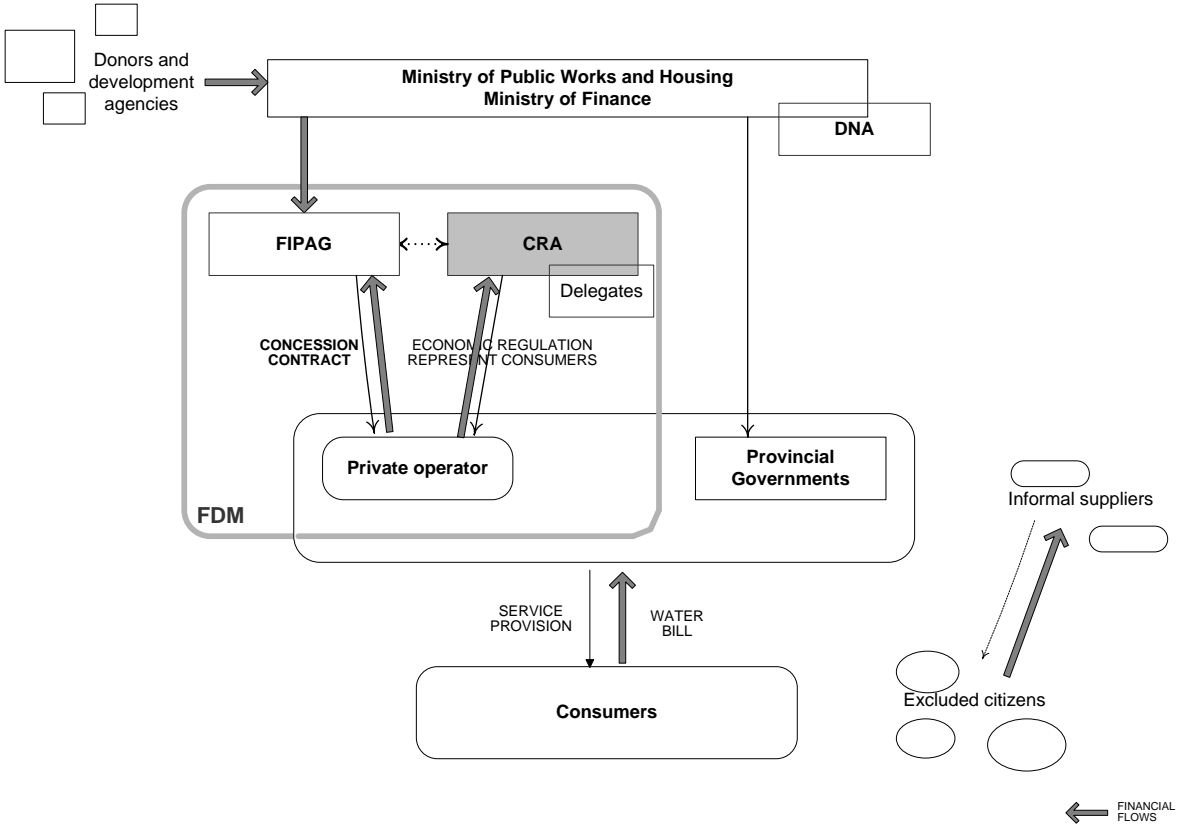 Donors and
development
agencies
Ministry of Public Works and Housing
Ministry of Finance
DNA
FIPAG
CRA
Delegates
CONCESSION
CONTRACT
ECONOMIC REGULATION
REPRESENT CONSUMERS
Private operator
Provincial
Governments
FDM
Informal suppliers
SERVICE
PROVISION
WATER
BILL
Excluded citizens
Consumers
FINANCIAL
FLOWS